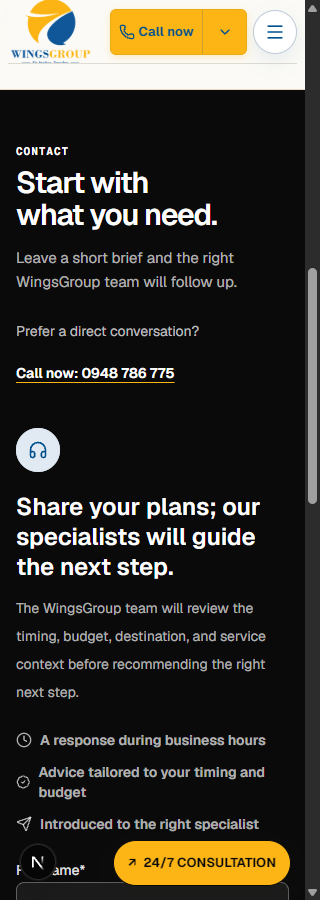 WINGSGROUP
Call now
CONTACT
Start with
what you need.
Leave a short brief and the right
WingsGroup team will follow up.
Prefer a direct conversation?
Call now: 0948 786 775
Share your plans; our
specialists will guide
the next step.
The WingsGroup team will review the
timing, budget, destination, and service
context before recommending the right
next step.
A response during business hours
Advice tailored to your timing and
budget
Introduced to the right specialist
N
24/7 CONSULTATION